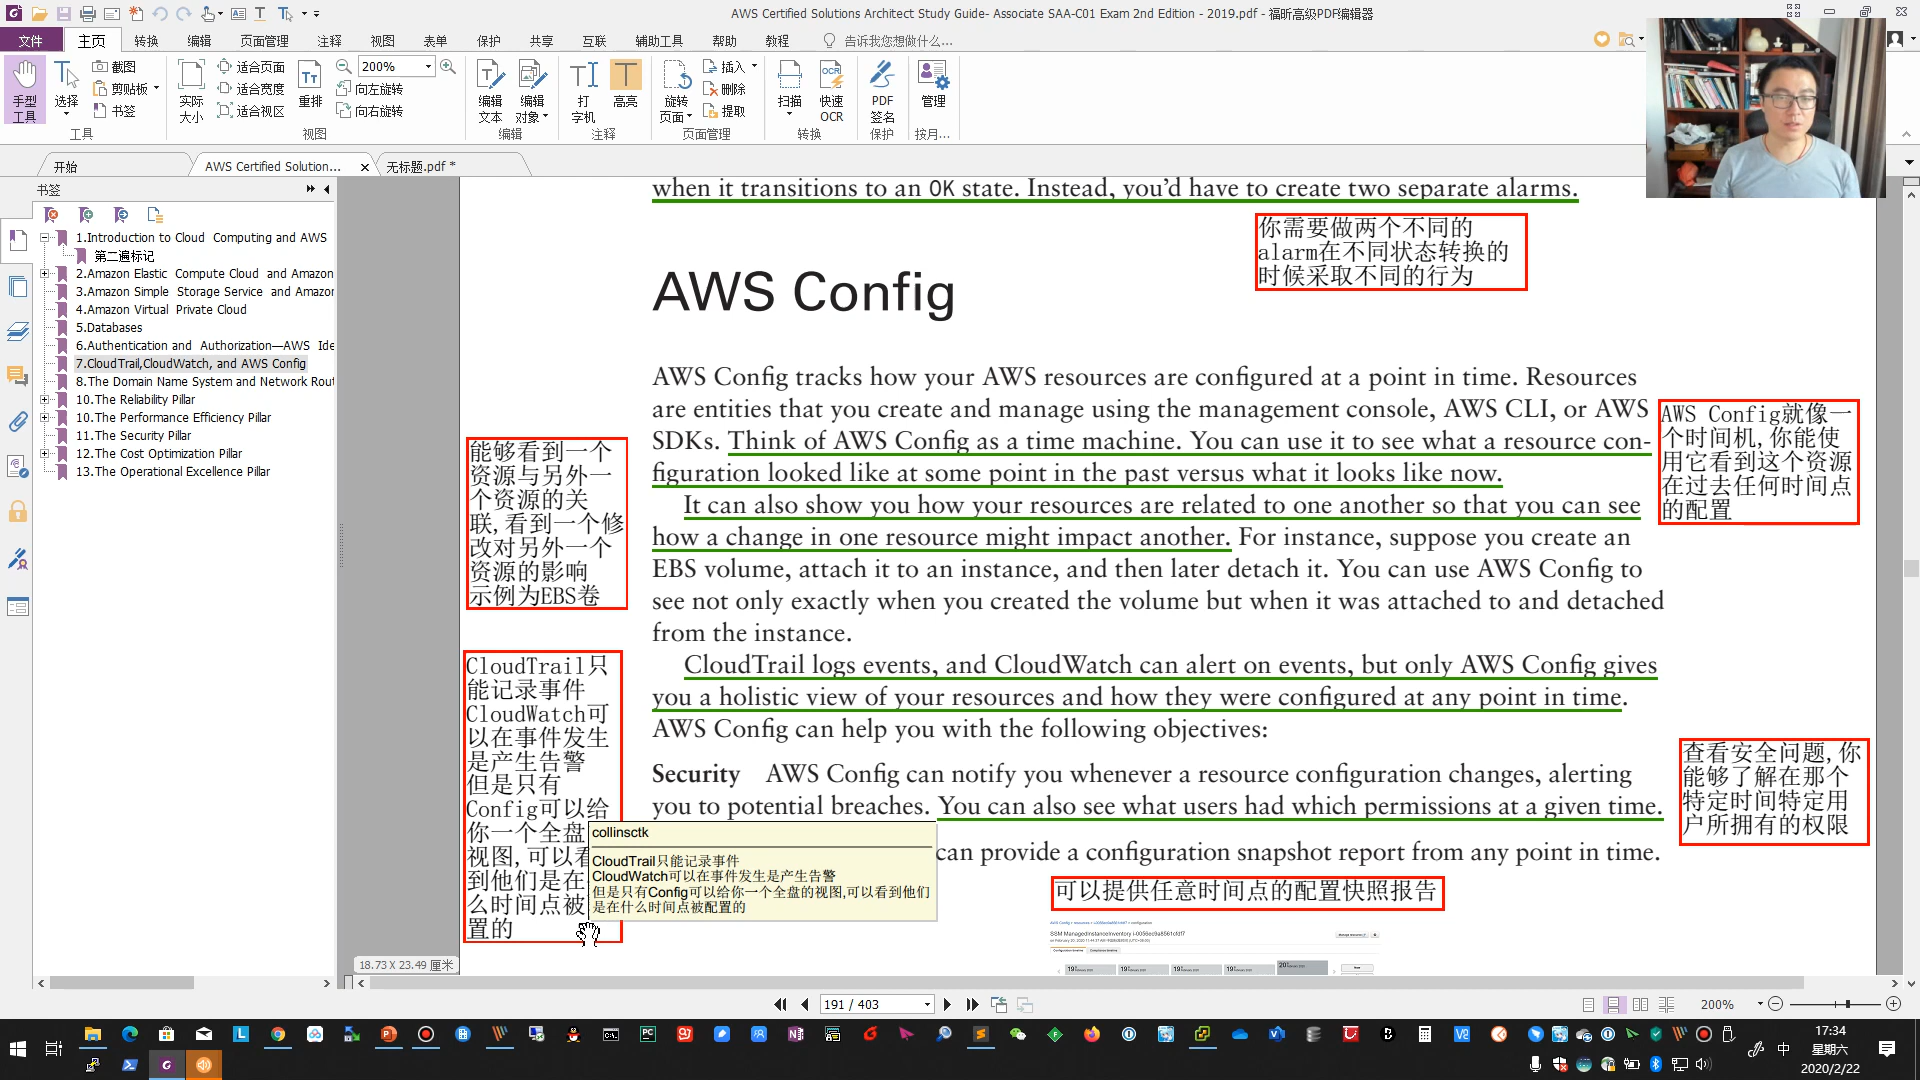 AWS Certified Solutions Architect Study Guide- Associate SAA-C01 Exam 2nd Edition - 2019.pdf - 福昕高级PDF编辑器
文件 主页 转换 编辑 页面管理 注释 视图 表单 保护 共享 互联 辅助工具 帮助 教程 告诉我您想做什么...
手型工具 选择 截图 剪贴板 书签 工具
实际大小 适合页面 适合宽度 适合视区 重排 200% 向左旋转 向右旋转 视图
编辑文本 编辑对象 编辑
打字机 高亮 注释
旋转页面 插入 删除 提取 页面管理
扫描 快速OCR 转换
PDF签名 保护
管理 按月...
开始 AWS Certified Solution... 无标题.pdf *
书签
1.Introduction to Cloud Computing and AWS
第二遍标记
2.Amazon Elastic Compute Cloud and Amazon
3.Amazon Simple Storage Service and Amazon
4.Amazon Virtual Private Cloud
5.Databases
6.Authentication and Authorization—AWS Ide
7.CloudTrail,CloudWatch, and AWS Config
8.The Domain Name System and Network Rout
10.The Reliability Pillar
10.The Performance Efficiency Pillar
11.The Security Pillar
12.The Cost Optimization Pillar
13.The Operational Excellence Pillar
when it transitions to an OK state. Instead, you’d have to create two separate alarms.
你需要做两个不同的
alarm在不同状态转换的
时候采取不同的行为
AWS Config
AWS Config tracks how your AWS resources are configured at a point in time. Resources
are entities that you create and manage using the management console, AWS CLI, or AWS
SDKs. Think of AWS Config as a time machine. You can use it to see what a resource con-
figuration looked like at some point in the past versus what it looks like now.
AWS Config就像一
个时间机,你能使
用它看到这个资源
在过去任何时间点
的配置
能够看到一个
资源与另外一
个资源的关
联,看到一个修
改对另外一个
资源的影响
示例为EBS卷
It can also show you how your resources are related to one another so that you can see
how a change in one resource might impact another. For instance, suppose you create an
EBS volume, attach it to an instance, and then later detach it. You can use AWS Config to
see not only exactly when you created the volume but when it was attached to and detached
from the instance.
CloudTrail logs events, and CloudWatch can alert on events, but only AWS Config gives
you a holistic view of your resources and how they were configured at any point in time.
AWS Config can help you with the following objectives:
CloudTrail只
能记录事件
CloudWatch可
以在事件发生
是产生告警
但是只有
Config可以给
你一个全盘
视图,可以看
到他们是在
么时间点被
置的
Security AWS Config can notify you whenever a resource configuration changes, alerting
you to potential breaches. You can also see what users had which permissions at a given time.
查看安全问题,你
能够了解在那个
特定时间特定用
户所拥有的权限
collinsctk
CloudTrail只能记录事件
CloudWatch可以在事件发生是产生告警
但是只有Config可以给你一个全盘的视图,可以看到他们
是在什么时间点被配置的
can provide a configuration snapshot report from any point in time.
可以提供任意时间点的配置快照报告
SSM ManagedInstanceInventory
18.73 X 23.49 厘米
191 / 403
200%
中
17:34
星期六
2020/2/22